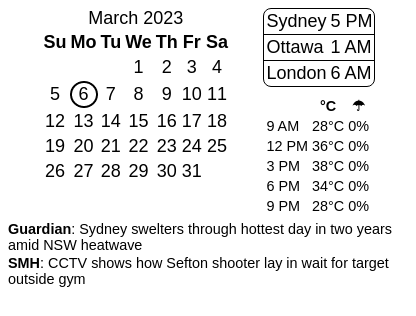 March 2023
Su Mo Tu We Th Fr Sa
1 2 3 4
5 6 7 8 9 10 11
12 13 14 15 16 17 18
19 20 21 22 23 24 25
26 27 28 29 30 31
Sydney 5 PM
Ottawa 1 AM
London 6 AM
°C ☂
9 AM 28°C 0%
12 PM 36°C 0%
3 PM 38°C 0%
6 PM 34°C 0%
9 PM 28°C 0%
Guardian: Sydney swelters through hottest day in two years
amid NSW heatwave
SMH: CCTV shows how Sefton shooter lay in wait for target
outside gym